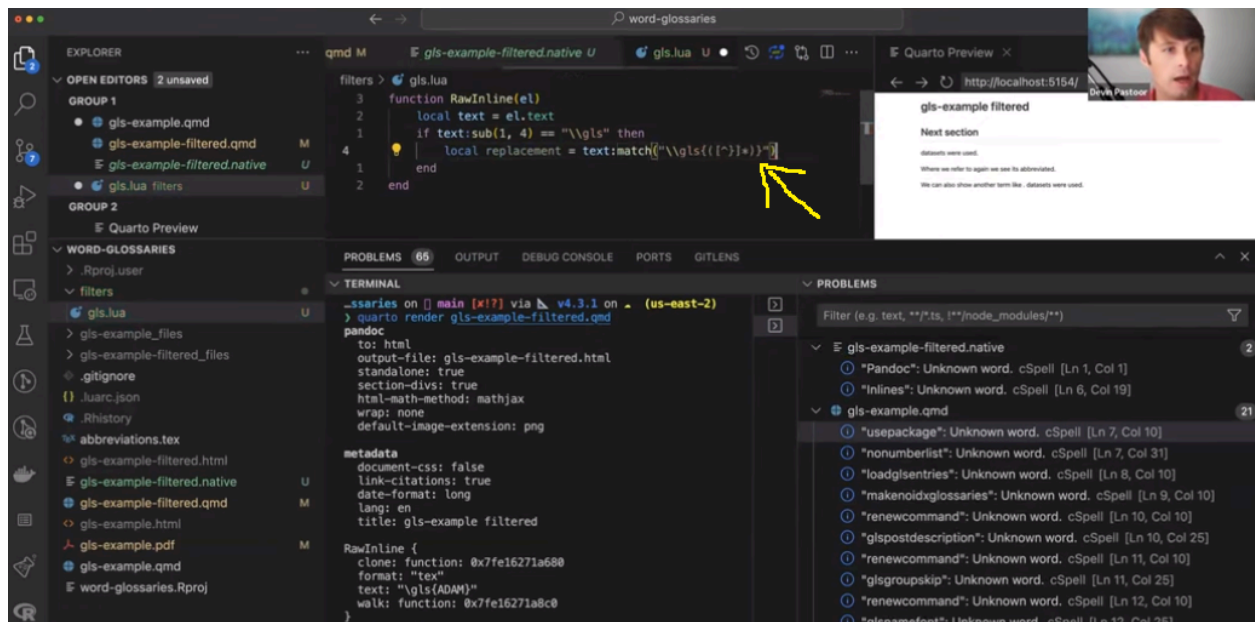 word-glossaries
EXPLORER
OPEN EDITORS 2 unsaved
GROUP 1
gls-example.qmd
gls-example-filtered.qmd M
gls-example-filtered.native U
gls.lua filters U
GROUP 2
Quarto Preview
WORD-GLOSSARIES
.Rproj.user
filters
gls.lua U
gls-example_files
gls-example-filtered_files
.gitignore
.luarc.json
.Rhistory
abbreviations.tex
gls-example-filtered.html
gls-example-filtered.native U
gls-example-filtered.qmd M
gls-example.html
gls-example.pdf M
gls-example.qmd
word-glossaries.Rproj
qmd M gls-example-filtered.native U gls.lua U
filters > gls.lua
3 function RawInline(el)
2 local text = el.text
1 if text:sub(1, 4) == "\\gls" then
4 local replacement = text:match("\\gls{([^}]*)}")
1 end
2 end
Quarto Preview
http://localhost:5154/
Devin Pastoor
gls-example filtered
Next section
datasets were used.
Where we refer to again we see its abbreviated.
We can also show another term like . datasets were used.
PROBLEMS 65 OUTPUT DEBUG CONSOLE PORTS GITLENS
TERMINAL
…ssaries on main [x!?] via v4.3.1 on (us-east-2)
quarto render gls-example-filtered.qmd
pandoc
to: html
output-file: gls-example-filtered.html
standalone: true
section-divs: true
html-math-method: mathjax
wrap: none
default-image-extension: png
metadata
document-css: false
link-citations: true
date-format: long
lang: en
title: gls-example filtered
RawInline {
clone: function: 0x7fe16271a680
format: "tex"
text: "\gls{ADAM}"
walk: function: 0x7fe16271a8c0
}
PROBLEMS
Filter (e.g. text, **/*.ts, !**/node_modules/**)
gls-example-filtered.native 2
"Pandoc": Unknown word. cSpell [Ln 1, Col 1]
"Inlines": Unknown word. cSpell [Ln 6, Col 19]
gls-example.qmd 21
"usepackage": Unknown word. cSpell [Ln 7, Col 10]
"nonumberlist": Unknown word. cSpell [Ln 7, Col 31]
"loadglsentries": Unknown word. cSpell [Ln 8, Col 10]
"makenoidxglossaries": Unknown word. cSpell [Ln 9, Col 10]
"renewcommand": Unknown word. cSpell [Ln 10, Col 10]
"glspostdescription": Unknown word. cSpell [Ln 10, Col 25]
"renewcommand": Unknown word. cSpell [Ln 11, Col 10]
"glsgroupskip": Unknown word. cSpell [Ln 11, Col 25]
"renewcommand": Unknown word. cSpell [Ln 12, Col 10]